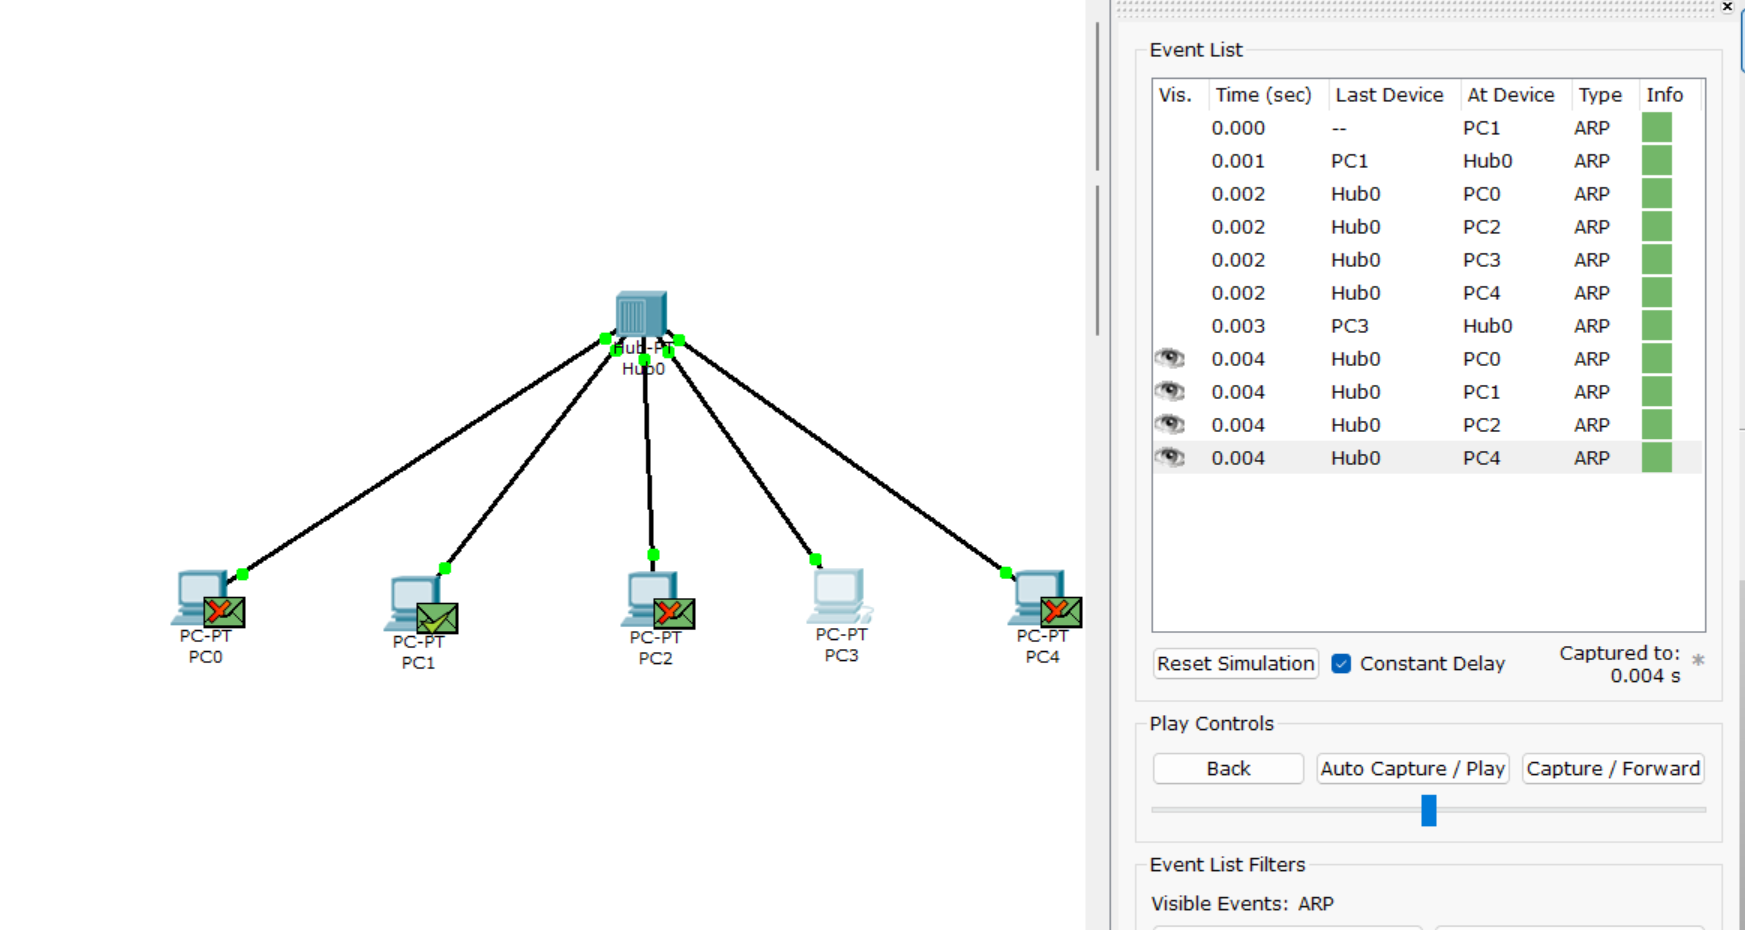 Hub-PT
Hub0
PC-PT
PC0
PC-PT
PC1
PC-PT
PC2
PC-PT
PC3
PC-PT
PC4
Event List
Vis. Time (sec) Last Device At Device Type Info
0.000 -- PC1 ARP
0.001 PC1 Hub0 ARP
0.002 Hub0 PC0 ARP
0.002 Hub0 PC2 ARP
0.002 Hub0 PC3 ARP
0.002 Hub0 PC4 ARP
0.003 PC3 Hub0 ARP
0.004 Hub0 PC0 ARP
0.004 Hub0 PC1 ARP
0.004 Hub0 PC2 ARP
0.004 Hub0 PC4 ARP
Reset Simulation Constant Delay Captured to: *
0.004 s
Play Controls
Back Auto Capture / Play Capture / Forward
Event List Filters
Visible Events: ARP